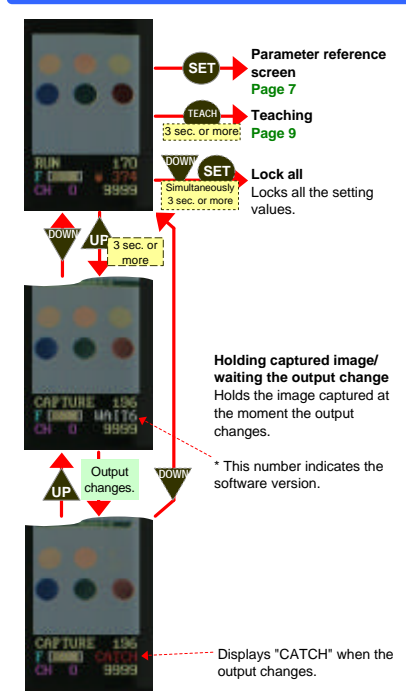 SET
Parameter reference
screen
Page 7
TEACH
3 sec. or more
Teaching
Page 9
DOWN
SET
Simultaneously
3 sec. or more
Lock all
Locks all the setting
values.
RUN 170
F 374
CH 0 9999
DOWN
UP
3 sec. or
more
Holding captured image/
waiting the output change
Holds the image captured at
the moment the output
changes.
CAPTURE 196
F WAIT6
CH 0 9999
* This number indicates the
software version.
UP
Output
changes.
DOWN
CAPTURE 196
F CATCH
CH 0 9999
Displays "CATCH" when the
output changes.